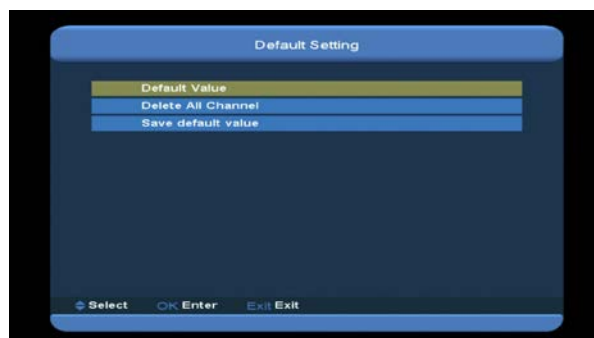 Default Setting
Default Value
Delete All Channel
Save default value
Select OK Enter Exit Exit